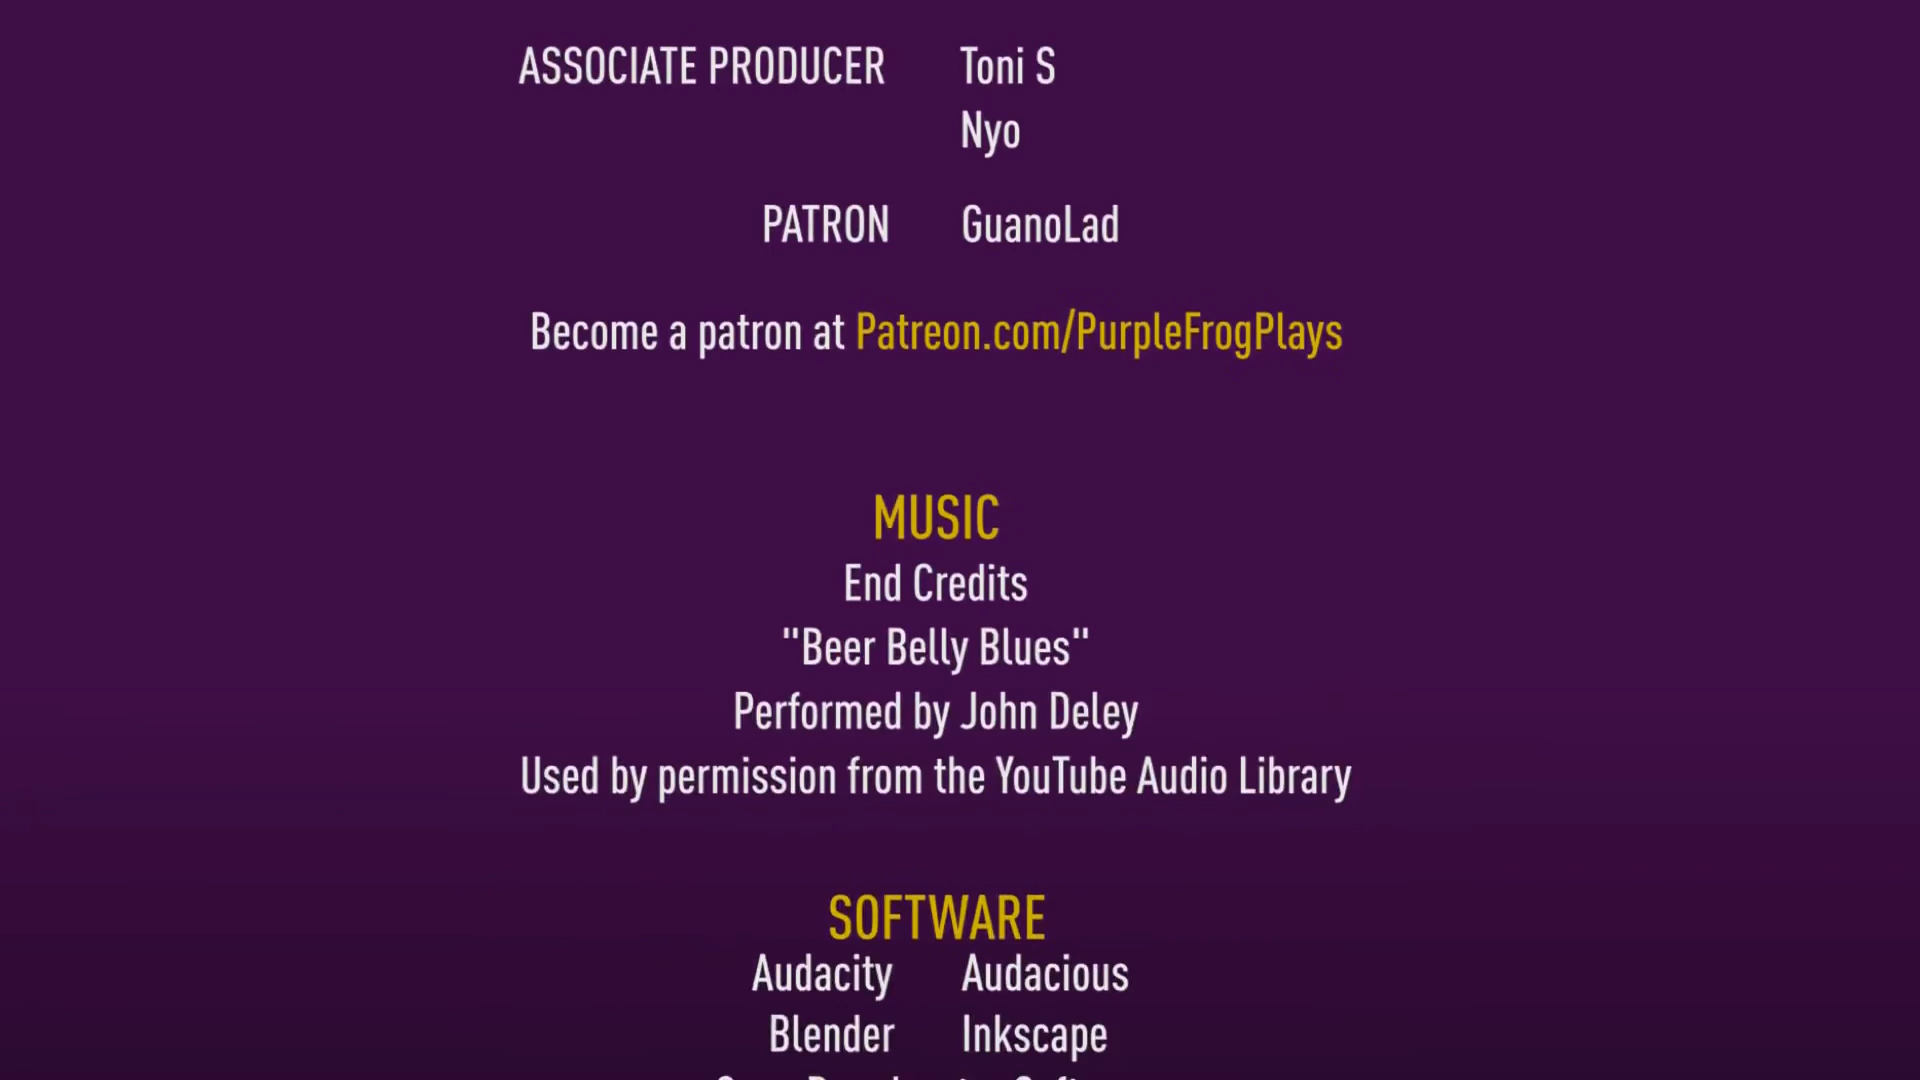 ASSOCIATE PRODUCER Toni S
Nyo
PATRON GuanoLad
Become a patron at Patreon.com/PurpleFrogPlays
MUSIC
End Credits
"Beer Belly Blues"
Performed by John Deley
Used by permission from the YouTube Audio Library
SOFTWARE
Audacity Audacious
Blender Inkscape